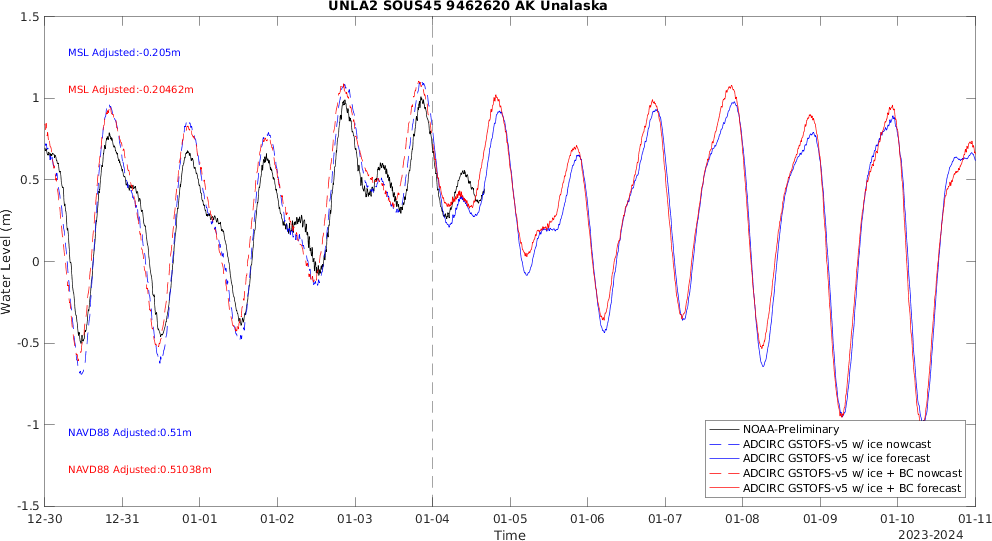 UNLA2 SOUS45 9462620 AK Unalaska
MSL Adjusted:-0.205m
MSL Adjusted:-0.20462m
NAVD88 Adjusted:0.51m
NAVD88 Adjusted:0.51038m
Water Level (m)
1.5
1
0.5
0
-0.5
-1
-1.5
NOAA-Preliminary
ADCIRC GSTOFS-v5 w/ ice nowcast
ADCIRC GSTOFS-v5 w/ ice forecast
ADCIRC GSTOFS-v5 w/ ice + BC nowcast
ADCIRC GSTOFS-v5 w/ ice + BC forecast
12-30 12-31 01-01 01-02 01-03 01-04 01-05 01-06 01-07 01-08 01-09 01-10 01-11
Time
2023-2024